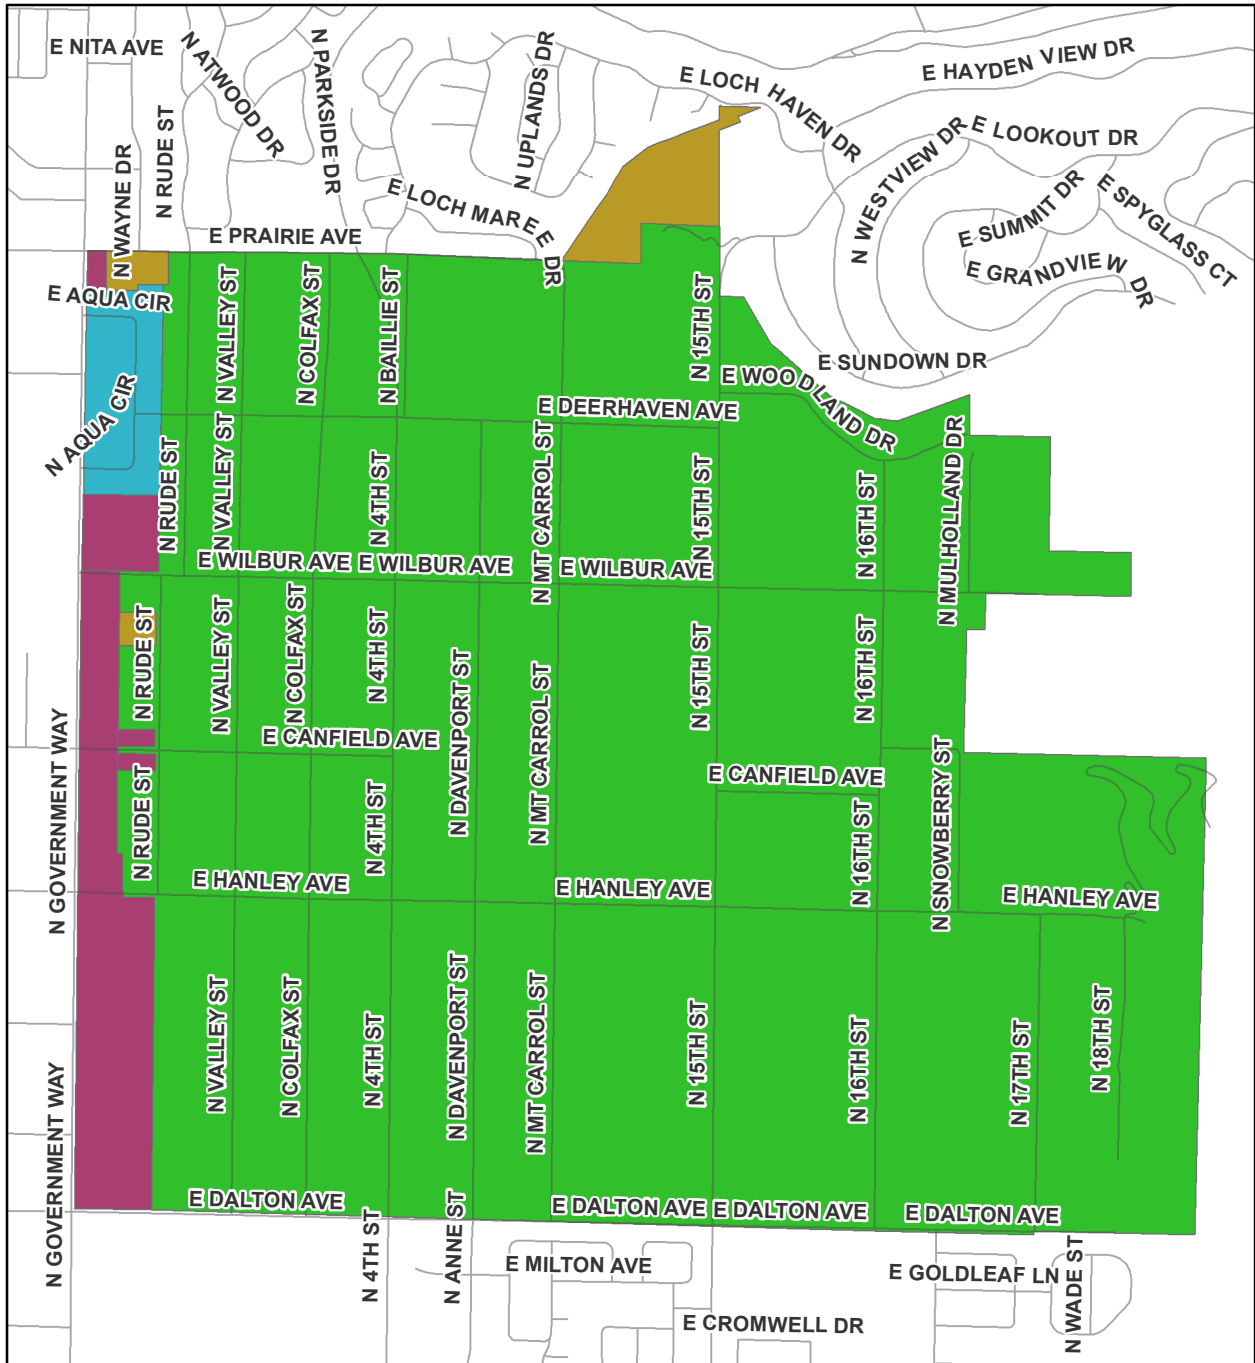 E NITA AVE
N ATWOOD DR
N PARKSIDE DR
N UPLANDS DR
E LOCH HAVEN DR
E HAYDEN VIEW DR
N RUDE ST
N WAYNE DR
E LOCH MAREE DR
N WESTVIEW DR
E LOOKOUT DR
E SUMMIT DR
E SPYGLASS CT
E GRANDVIEW DR
E PRAIRIE AVE
E AQUA CIR
N VALLEY ST
N COLFAX ST
N BAILLIE ST
N 15TH ST
E SUNDOWN DR
E WOODLAND DR
N AQUA CIR
E DEERHAVEN AVE
N RUDE ST
N VALLEY ST
N 4TH ST
N MT CARROL ST
N 15TH ST
N 16TH ST
N MULHOLLAND DR
E WILBUR AVE
E WILBUR AVE
E WILBUR AVE
N RUDE ST
N VALLEY ST
N COLFAX ST
N 4TH ST
N DAVENPORT ST
N MT CARROL ST
N 15TH ST
N 16TH ST
E CANFIELD AVE
E CANFIELD AVE
N GOVERNMENT WAY
N RUDE ST
N 4TH ST
N 16TH ST
N SNOWBERRY ST
E HANLEY AVE
E HANLEY AVE
E HANLEY AVE
N VALLEY ST
N COLFAX ST
N 4TH ST
N DAVENPORT ST
N MT CARROL ST
N 15TH ST
N 16TH ST
N 17TH ST
N 18TH ST
N GOVERNMENT WAY
E DALTON AVE
E DALTON AVE
E DALTON AVE
E DALTON AVE
N 4TH ST
N ANNE ST
E MILTON AVE
E GOLDLEAF LN
N WADE ST
E CROMWELL DR